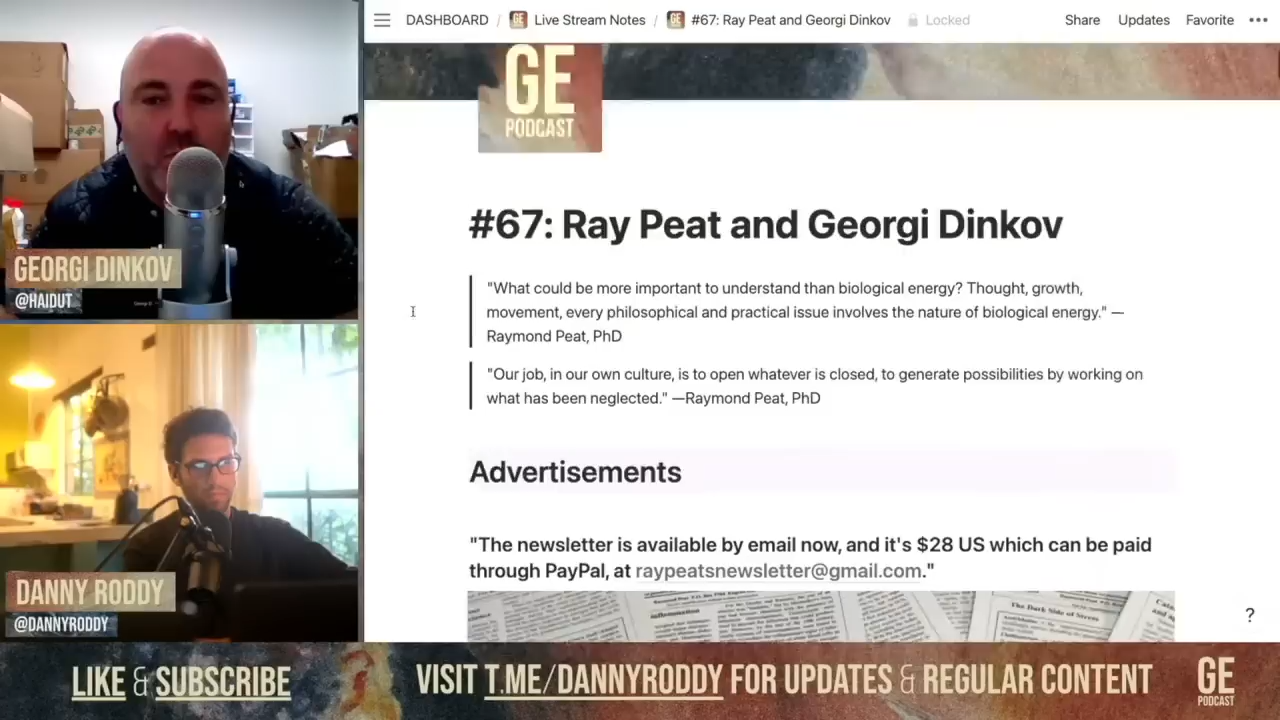 DASHBOARD / Live Stream Notes / #67: Ray Peat and Georgi Dinkov Locked
Share Updates Favorite
GE
PODCAST
#67: Ray Peat and Georgi Dinkov
"What could be more important to understand than biological energy? Thought, growth,
movement, every philosophical and practical issue involves the nature of biological energy." —
Raymond Peat, PhD
"Our job, in our own culture, is to open whatever is closed, to generate possibilities by working on
what has been neglected." —Raymond Peat, PhD
Advertisements
"The newsletter is available by email now, and it's $28 US which can be paid
through PayPal, at raypeatsnewsletter@gmail.com."
The Dark Side of Stress
?
GEORGI DINKOV
@HAIDUT
DANNY RODDY
@DANNYRODDY
LIKE & SUBSCRIBE
VISIT T.ME/DANNYRODDY FOR UPDATES & REGULAR CONTENT
GE
PODCAST